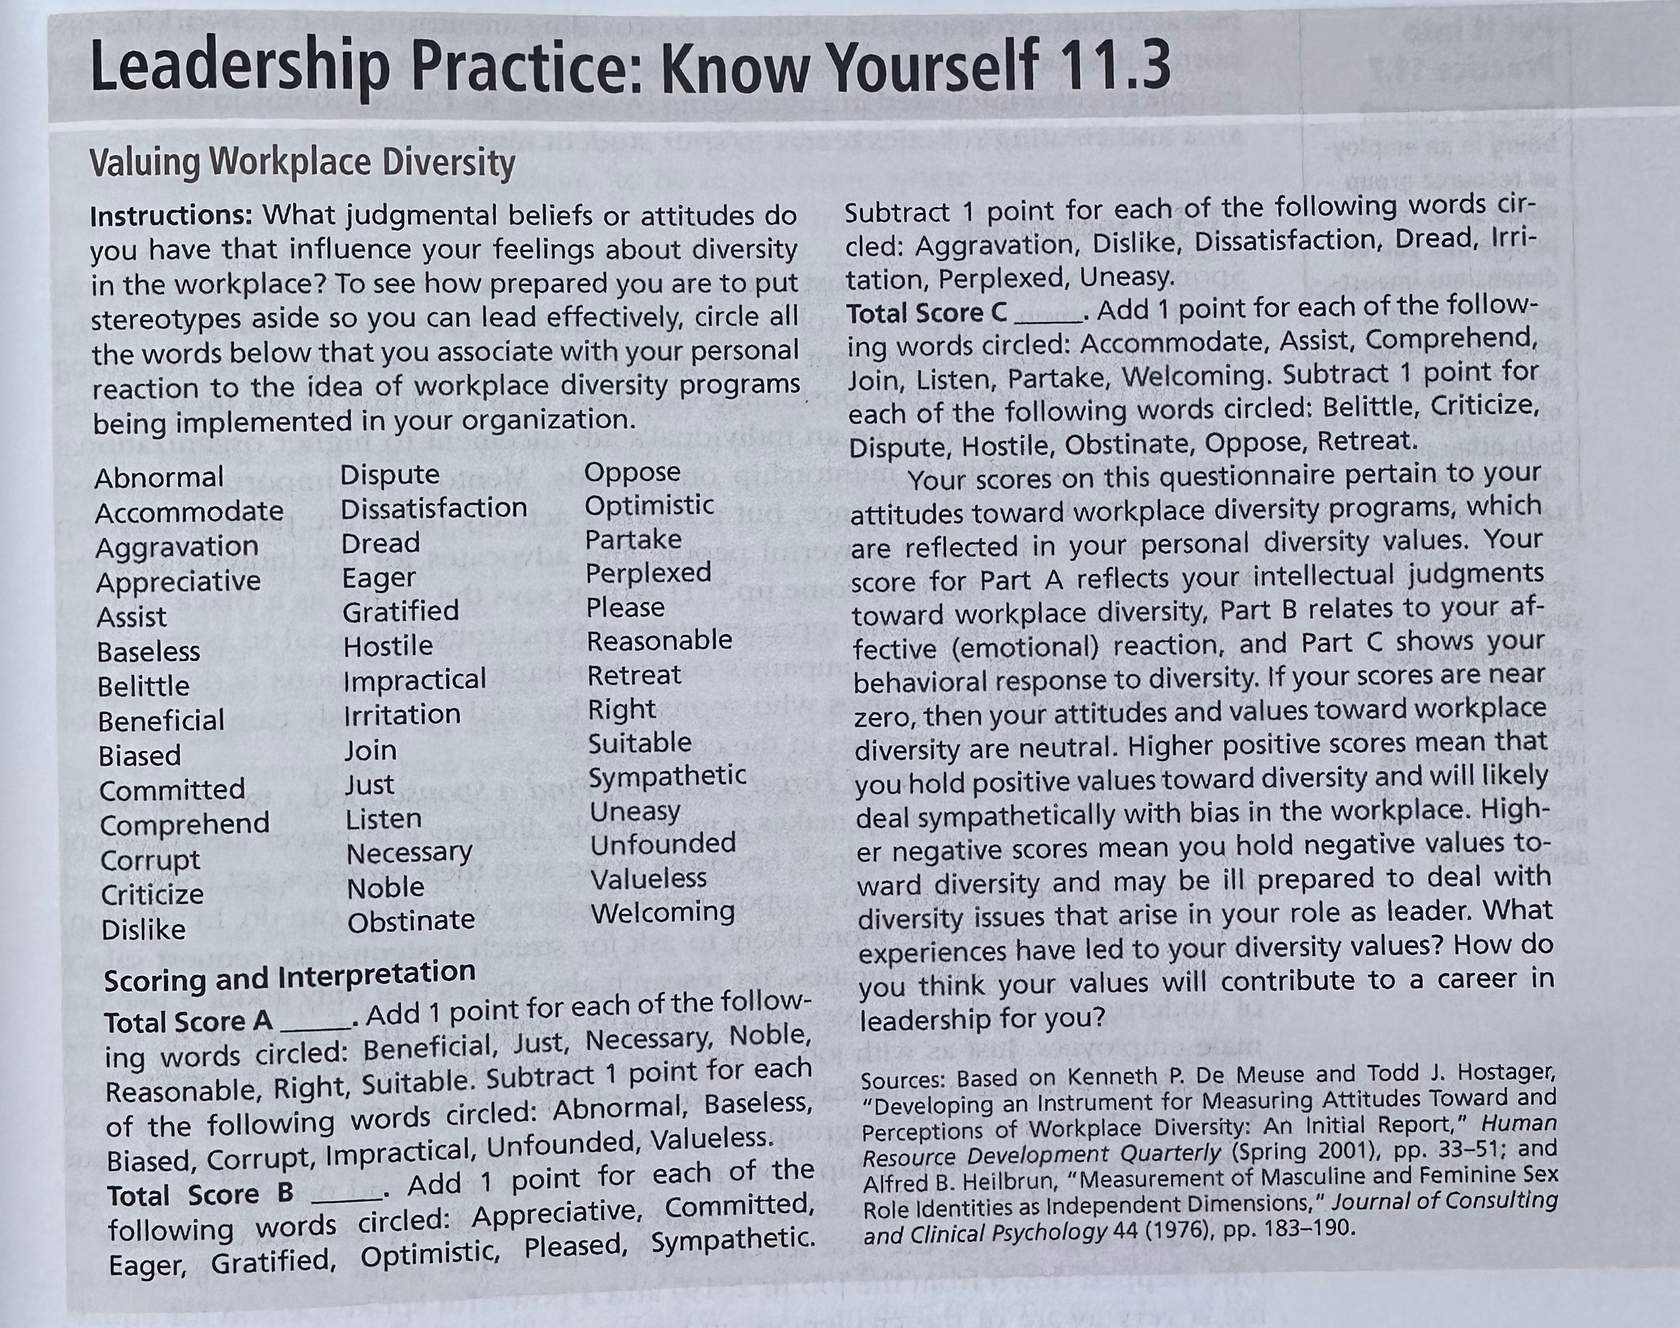 Leadership Practice: Know Yourself 11.3
Valuing Workplace Diversity
Instructions: What judgmental beliefs or attitudes do
you have that influence your feelings about diversity
in the workplace? To see how prepared you are to put
stereotypes aside so you can lead effectively, circle all
the words below that you associate with your personal
reaction to the idea of workplace diversity programs
being implemented in your organization.
Abnormal
Accommodate
Aggravation
Appreciative
Assist
Baseless
Belittle
Beneficial
Biased
Committed
Comprehend
Corrupt
Criticize
Dislike
Dispute
Dissatisfaction
Dread
Eager
Gratified
Hostile
Impractical
Irritation
Join
Just
Listen
Necessary
Noble
Obstinate
Oppose
Optimistic
Partake
Perplexed
Please
Reasonable
Retreat
Right
Suitable
Sympathetic
Uneasy
Unfounded
Valueless
Welcoming
Scoring and Interpretation
Total Score A _____. Add 1 point for each of the follow-
ing words circled: Beneficial, Just, Necessary, Noble,
Reasonable, Right, Suitable. Subtract 1 point for each
of the following words circled: Abnormal, Baseless,
Biased, Corrupt, Impractical, Unfounded, Valueless.
Total Score B _____. Add 1 point for each of the
following words circled: Appreciative, Committed,
Eager, Gratified, Optimistic, Pleased, Sympathetic.
Subtract 1 point for each of the following words cir-
cled: Aggravation, Dislike, Dissatisfaction, Dread, Irri-
tation, Perplexed, Uneasy.
Total Score C _____. Add 1 point for each of the follow-
ing words circled: Accommodate, Assist, Comprehend,
Join, Listen, Partake, Welcoming. Subtract 1 point for
each of the following words circled: Belittle, Criticize,
Dispute, Hostile, Obstinate, Oppose, Retreat.
Your scores on this questionnaire pertain to your
attitudes toward workplace diversity programs, which
are reflected in your personal diversity values. Your
score for Part A reflects your intellectual judgments
toward workplace diversity, Part B relates to your af-
fective (emotional) reaction, and Part C shows your
behavioral response to diversity. If your scores are near
zero, then your attitudes and values toward workplace
diversity are neutral. Higher positive scores mean that
you hold positive values toward diversity and will likely
deal sympathetically with bias in the workplace. High-
er negative scores mean you hold negative values to-
ward diversity and may be ill prepared to deal with
diversity issues that arise in your role as leader. What
experiences have led to your diversity values? How do
you think your values will contribute to a career in
leadership for you?
Sources: Based on Kenneth P. De Meuse and Todd J. Hostager,
"Developing an Instrument for Measuring Attitudes Toward and
Perceptions of Workplace Diversity: An Initial Report," Human
Resource Development Quarterly (Spring 2001), pp. 33–51; and
Alfred B. Heilbrun, "Measurement of Masculine and Feminine Sex
Role Identities as Independent Dimensions," Journal of Consulting
and Clinical Psychology 44 (1976), pp. 183–190.